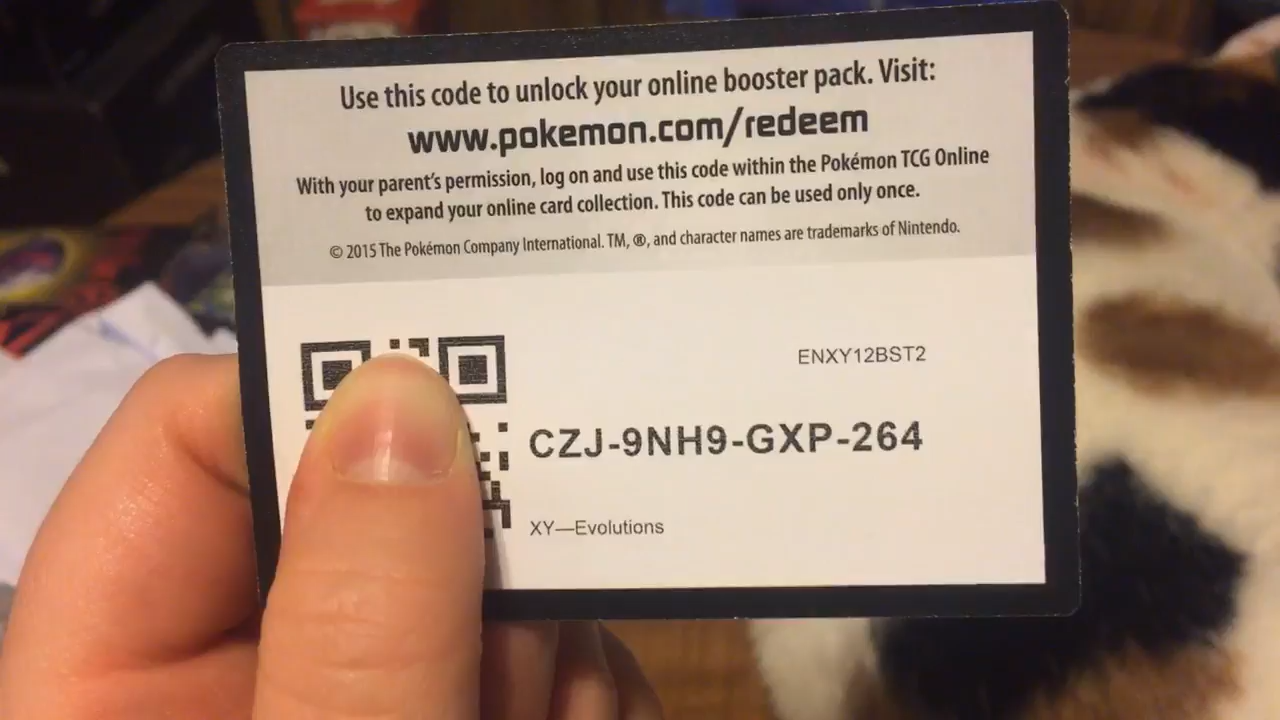 Use this code to unlock your online booster pack. Visit:
www.pokemon.com/redeem
With your parent's permission, log on and use this code within the Pokémon TCG Online
to expand your online card collection. This code can be used only once.
© 2015 The Pokémon Company International. TM, ®, and character names are trademarks of Nintendo.
ENXY12BST2
CZJ-9NH9-GXP-264
XY—Evolutions